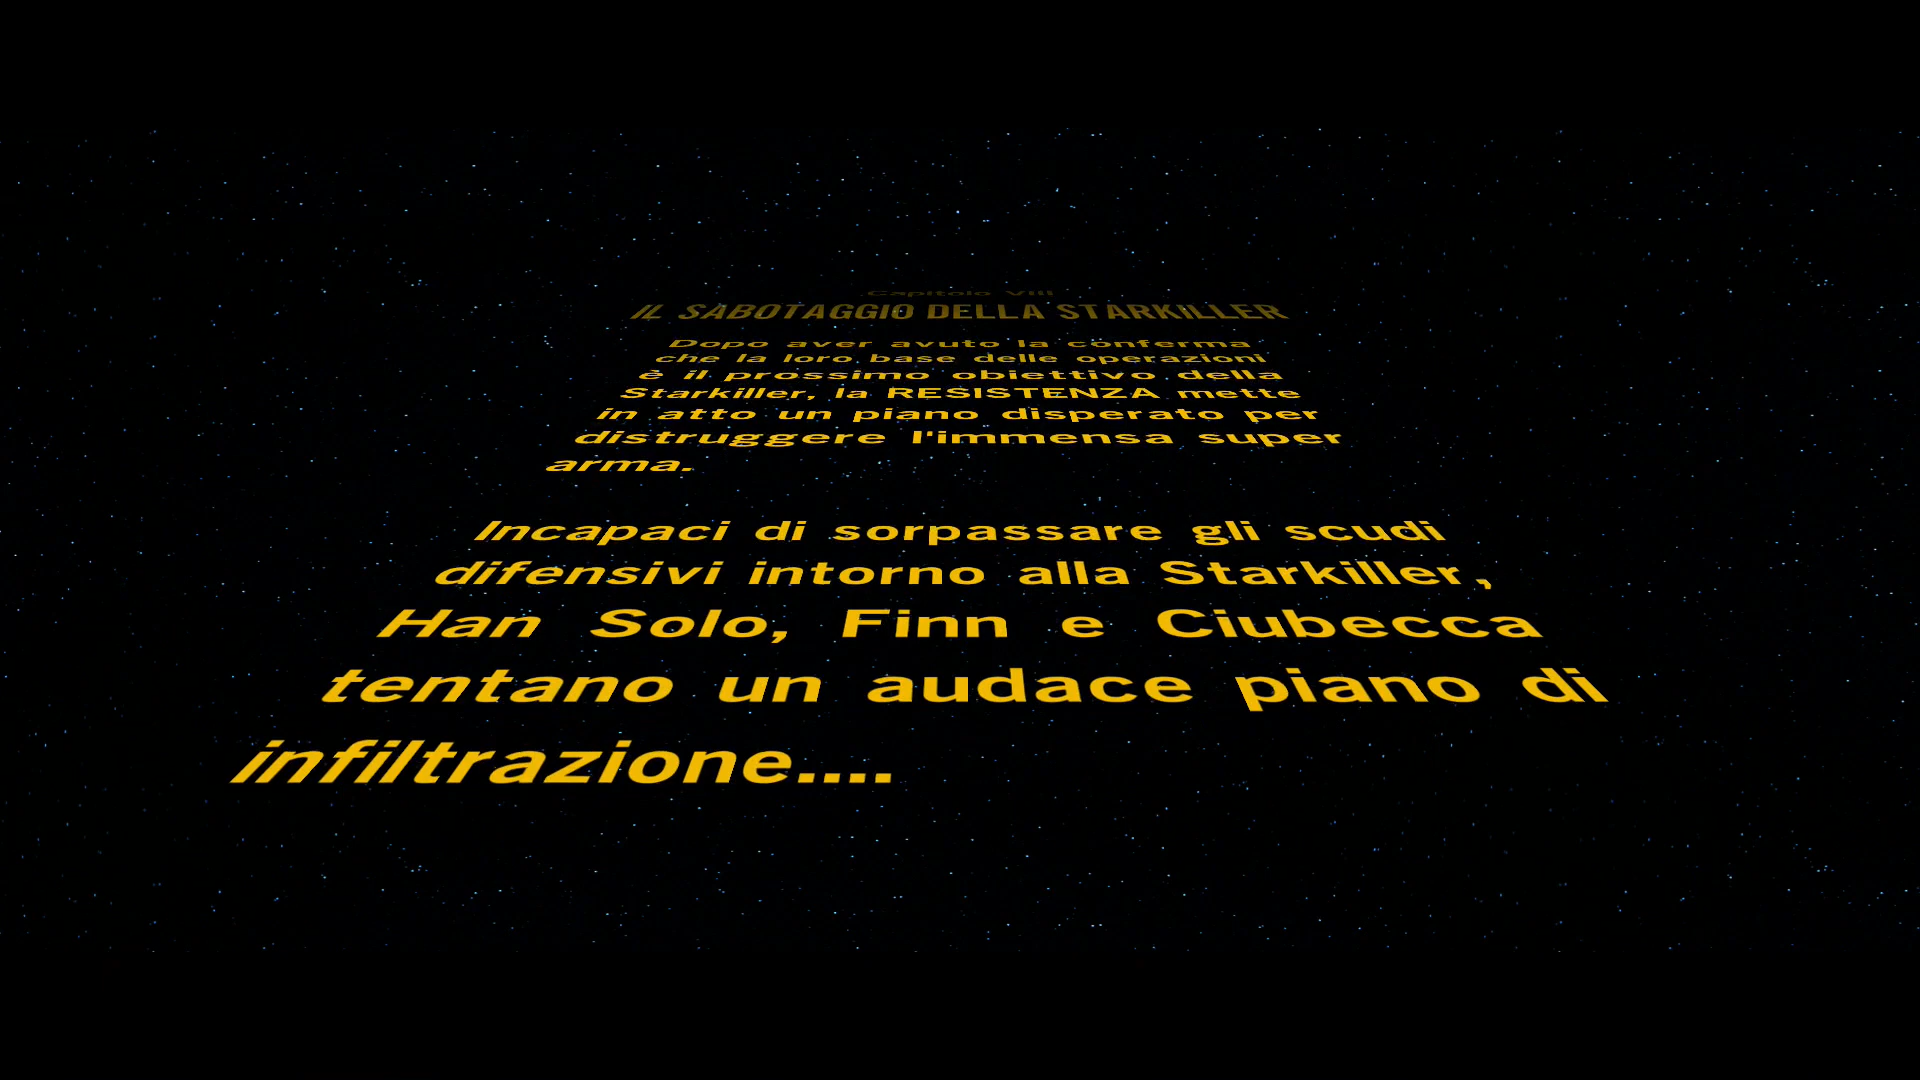 Capitolo VIII
IL SABOTAGGIO DELLA STARKILLER
Dopo aver avuto la conferma
che la loro base delle operazioni
è il prossimo obiettivo della
Starkiller, la RESISTENZA mette
in atto un piano disperato per
distruggere l'immensa super
arma.
Incapaci di sorpassare gli scudi
difensivi intorno alla Starkiller,
Han Solo, Finn e Ciubecca
tentano un audace piano di
infiltrazione....